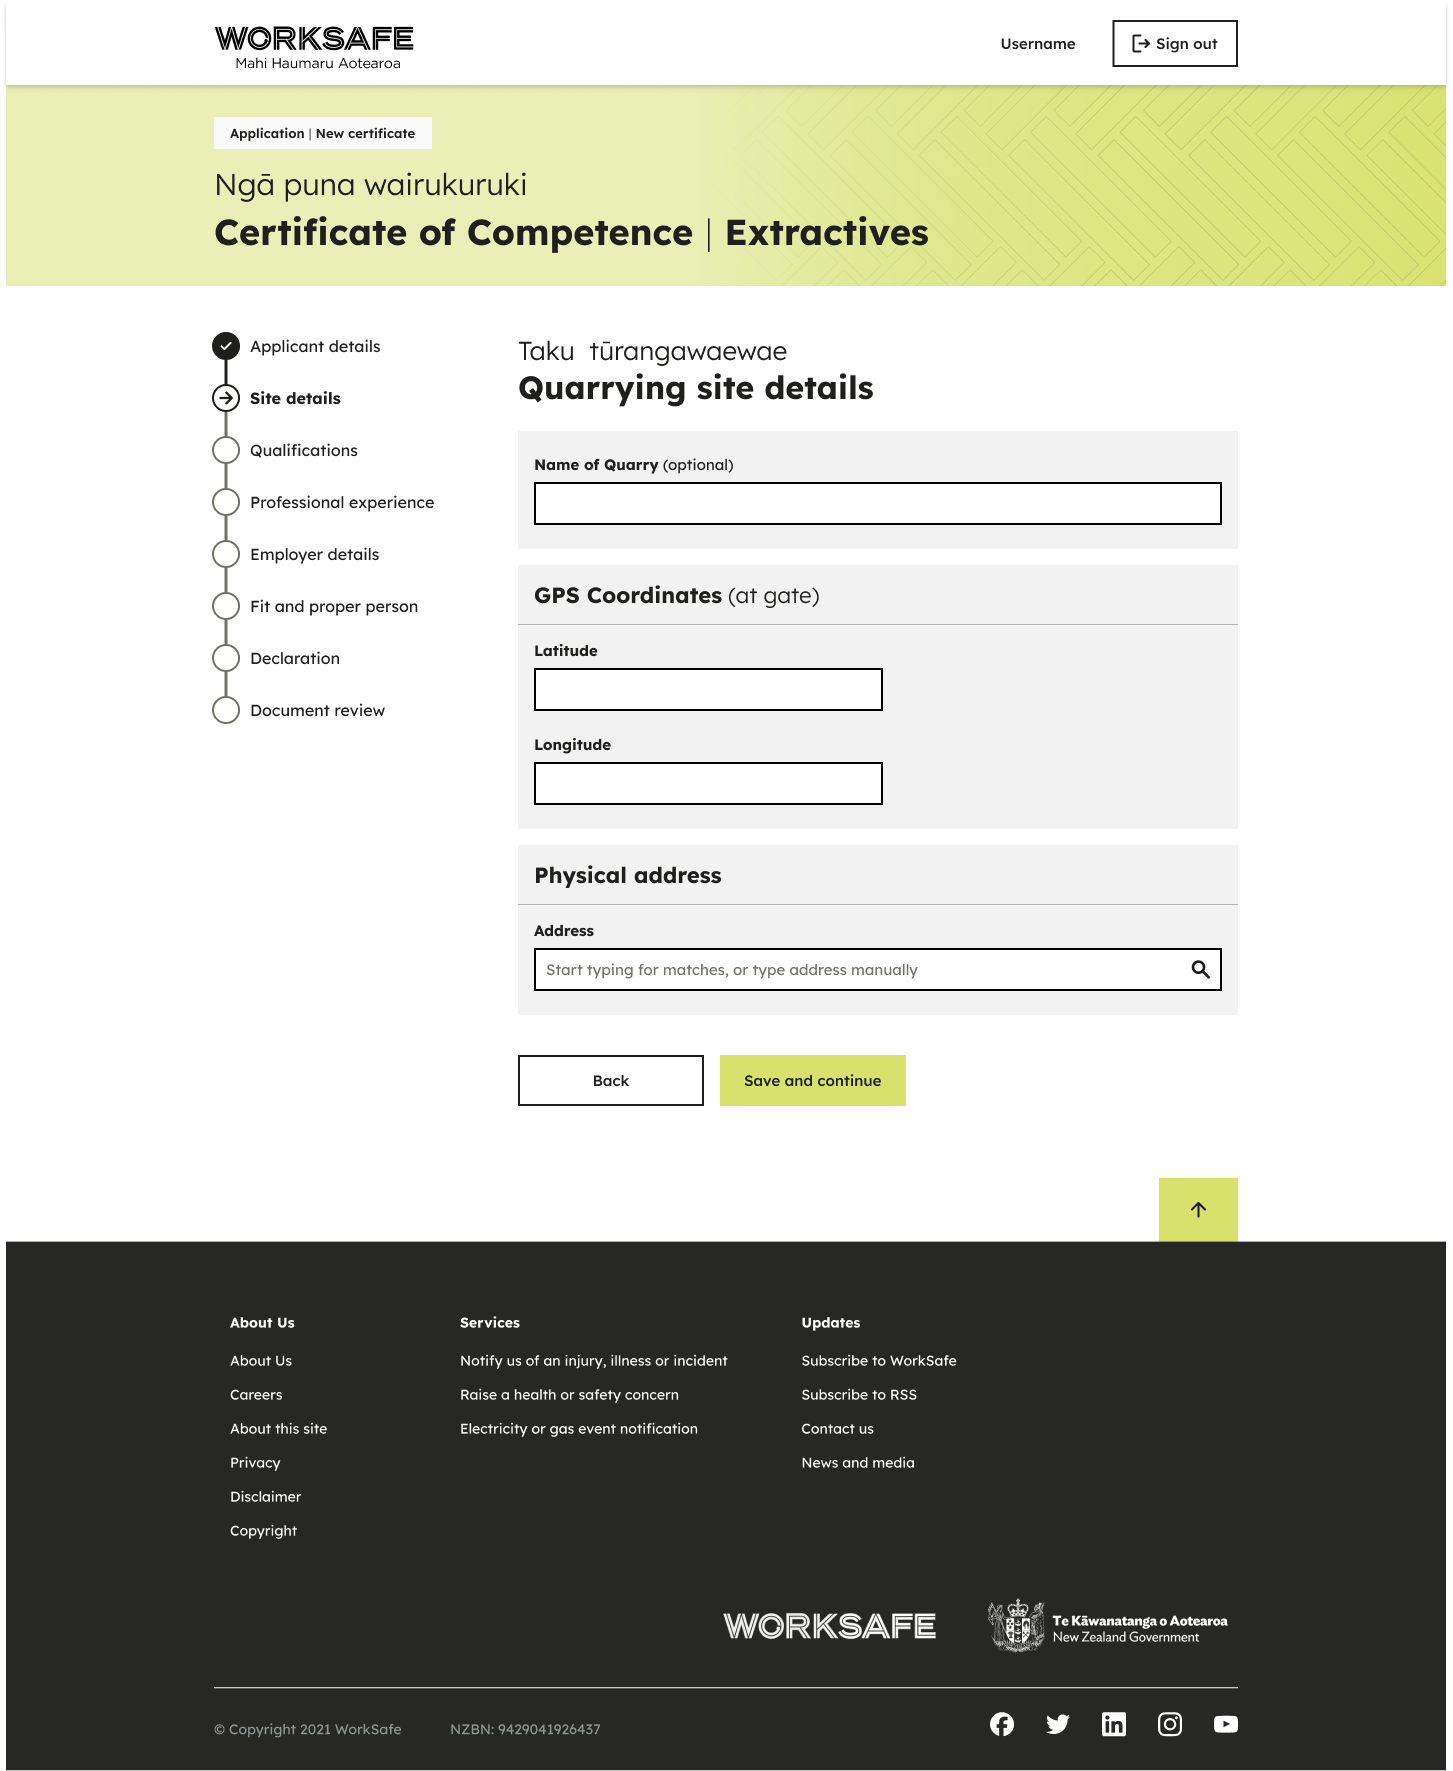 WORKSAFE
Mahi Haumaru Aotearoa
Username
Sign out
Application | New certificate
Ngā puna wairukuruki
Certificate of Competence | Extractives
Applicant details
Site details
Qualifications
Professional experience
Employer details
Fit and proper person
Declaration
Document review
Taku tūrangawaewae
Quarrying site details
Name of Quarry (optional)
GPS Coordinates (at gate)
Latitude
Longitude
Physical address
Address
Start typing for matches, or type address manually
Back
Save and continue
About Us
About Us
Careers
About this site
Privacy
Disclaimer
Copyright
Services
Notify us of an injury, illness or incident
Raise a health or safety concern
Electricity or gas event notification
Updates
Subscribe to WorkSafe
Subscribe to RSS
Contact us
News and media
WORKSAFE
Te Kāwanatanga o Aotearoa
New Zealand Government
© Copyright 2021 WorkSafe
NZBN: 9429041926437